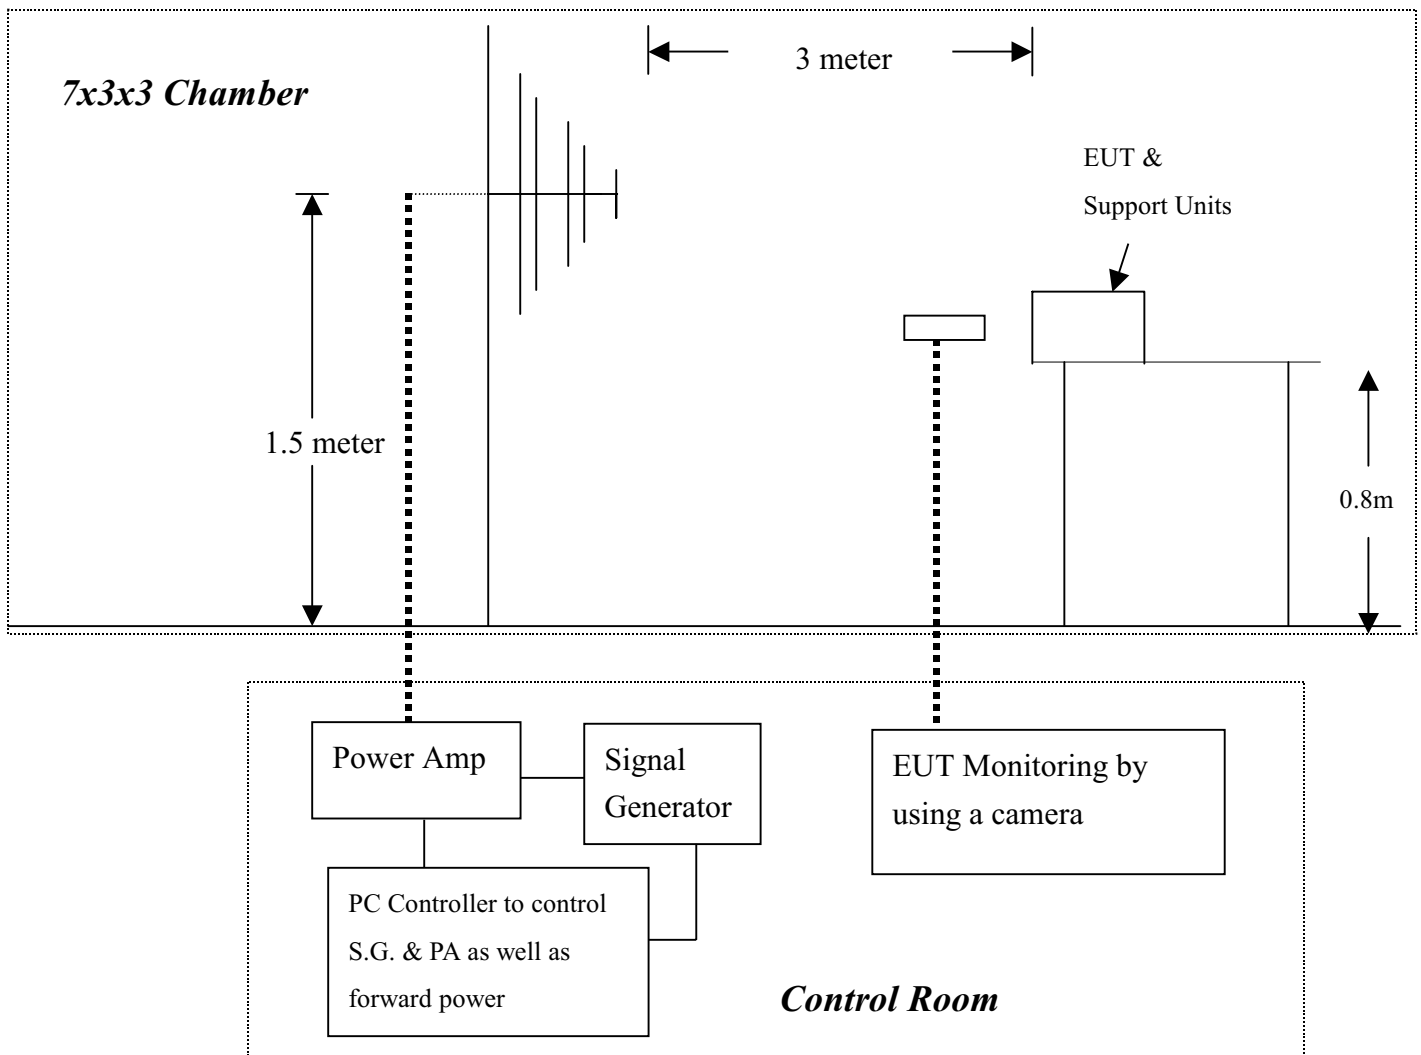 3 meter
7x3x3 Chamber
EUT &
Support Units
1.5 meter
0.8m
Power Amp
Signal
Generator
EUT Monitoring by
using a camera
PC Controller to control
S.G. & PA as well as
forward power
Control Room